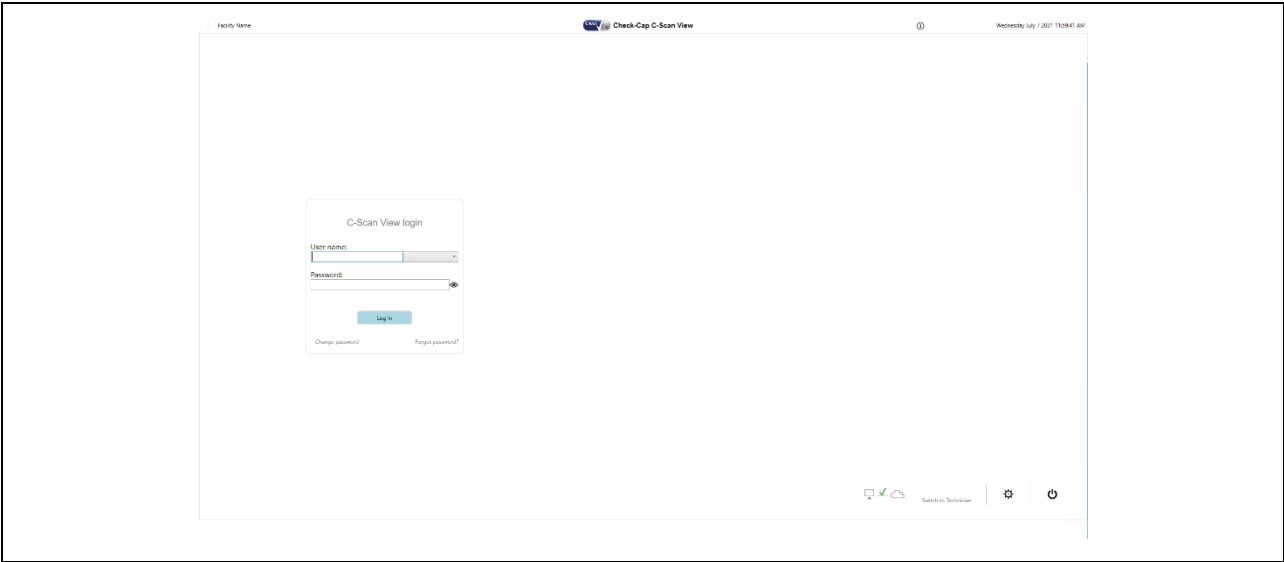 Facility Name
Check-Cap C-Scan View
Wednesday July 7 2021 11:59:41 AM
C-Scan View login
User name:
Password:
Log in
Change password
Forgot password?
Switch to Technician